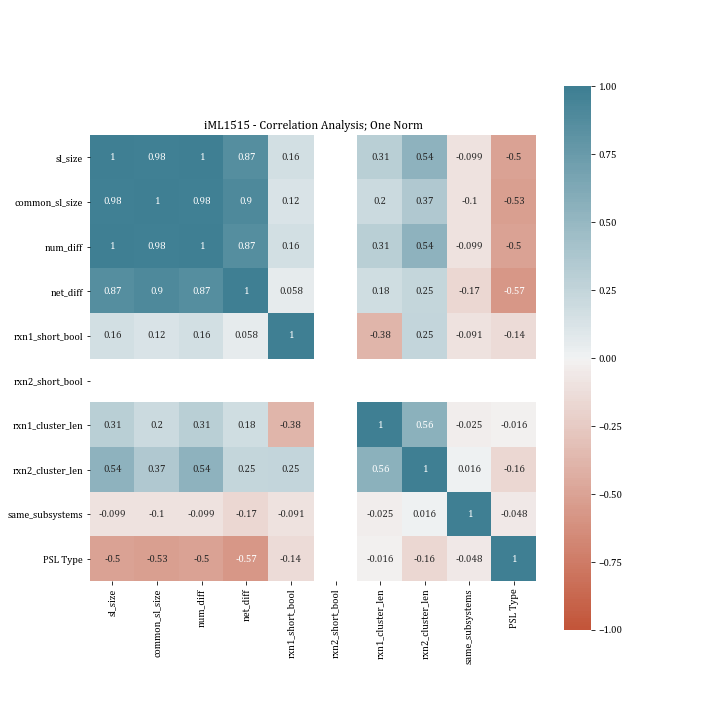 iML1515 - Correlation Analysis; One Norm
sl_size 1 0.98 1 0.87 0.16 0.31 0.54 -0.099 -0.5
common_sl_size 0.98 1 0.98 0.9 0.12 0.2 0.37 -0.1 -0.53
num_diff 1 0.98 1 0.87 0.16 0.31 0.54 -0.099 -0.5
net_diff 0.87 0.9 0.87 1 0.058 0.18 0.25 -0.17 -0.57
rxn1_short_bool 0.16 0.12 0.16 0.058 1 -0.38 0.25 -0.091 -0.14
rxn2_short_bool
rxn1_cluster_len 0.31 0.2 0.31 0.18 -0.38 1 0.56 -0.025 -0.016
rxn2_cluster_len 0.54 0.37 0.54 0.25 0.25 0.56 1 0.016 -0.16
same_subsystems -0.099 -0.1 -0.099 -0.17 -0.091 -0.025 0.016 1 -0.048
PSL Type -0.5 -0.53 -0.5 -0.57 -0.14 -0.016 -0.16 -0.048 1
sl_size
common_sl_size
num_diff
net_diff
rxn1_short_bool
rxn2_short_bool
rxn1_cluster_len
rxn2_cluster_len
same_subsystems
PSL Type
1.00
0.75
0.50
0.25
0.00
−0.25
−0.50
−0.75
−1.00